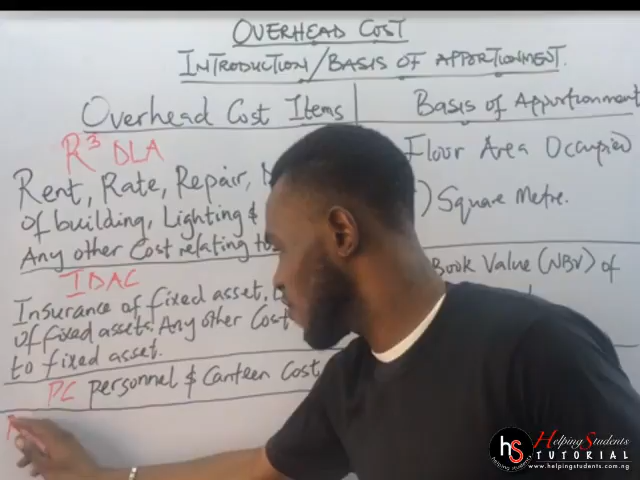 OVERHEAD COST
INTRODUCTION/BASIS OF APPORTIONMENT.
Overhead Cost Items
Basis of Apportionment
R³ DLA
Rent, Rate, Repair,
of building, Lighting &
Any other Cost relating to
Floor Area Occupied
) Square Metre.
IDAC
Insurance of fixed asset,
of fixed assets. Any other Cost
to fixed asset.
Book Value (NBV) of
PC personnel & Canteen Cost
hs
Helping Students
TUTORIAL
www.helpingstudents.com.ng